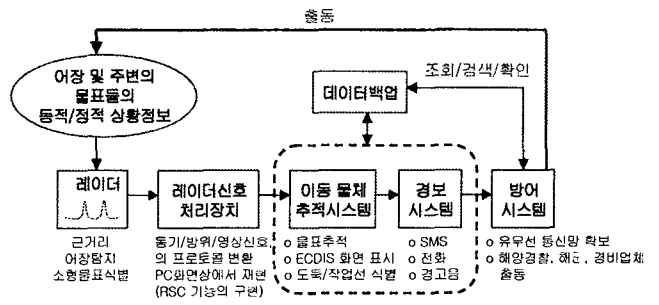 출동
어장 및 주변의
물표들의
동적/정적 상황정보
조회/검색/확인
데이터백업
레이더
레이더신호
처리장치
이동 물체
추적시스템
경보
시스템
방어
시스템
근거리
어장탐지
소형물표식별
동기/방위/영상신호,
의 프로토콜 변환
PC화면상에서 재현
(RSC 기능의 구현)
o 물표추적
o ECDIS 화면 표시
o 도둑/작업선 식별
o SMS
o 전화
o 경고음
o 유무선 통신망 확보
o 해양경찰, 해군, 경비업체
출동